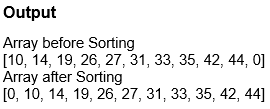 Output
Array before Sorting
[10, 14, 19, 26, 27, 31, 33, 35, 42, 44, 0]
Array after Sorting
[0, 10, 14, 19, 26, 27, 31, 33, 35, 42, 44]